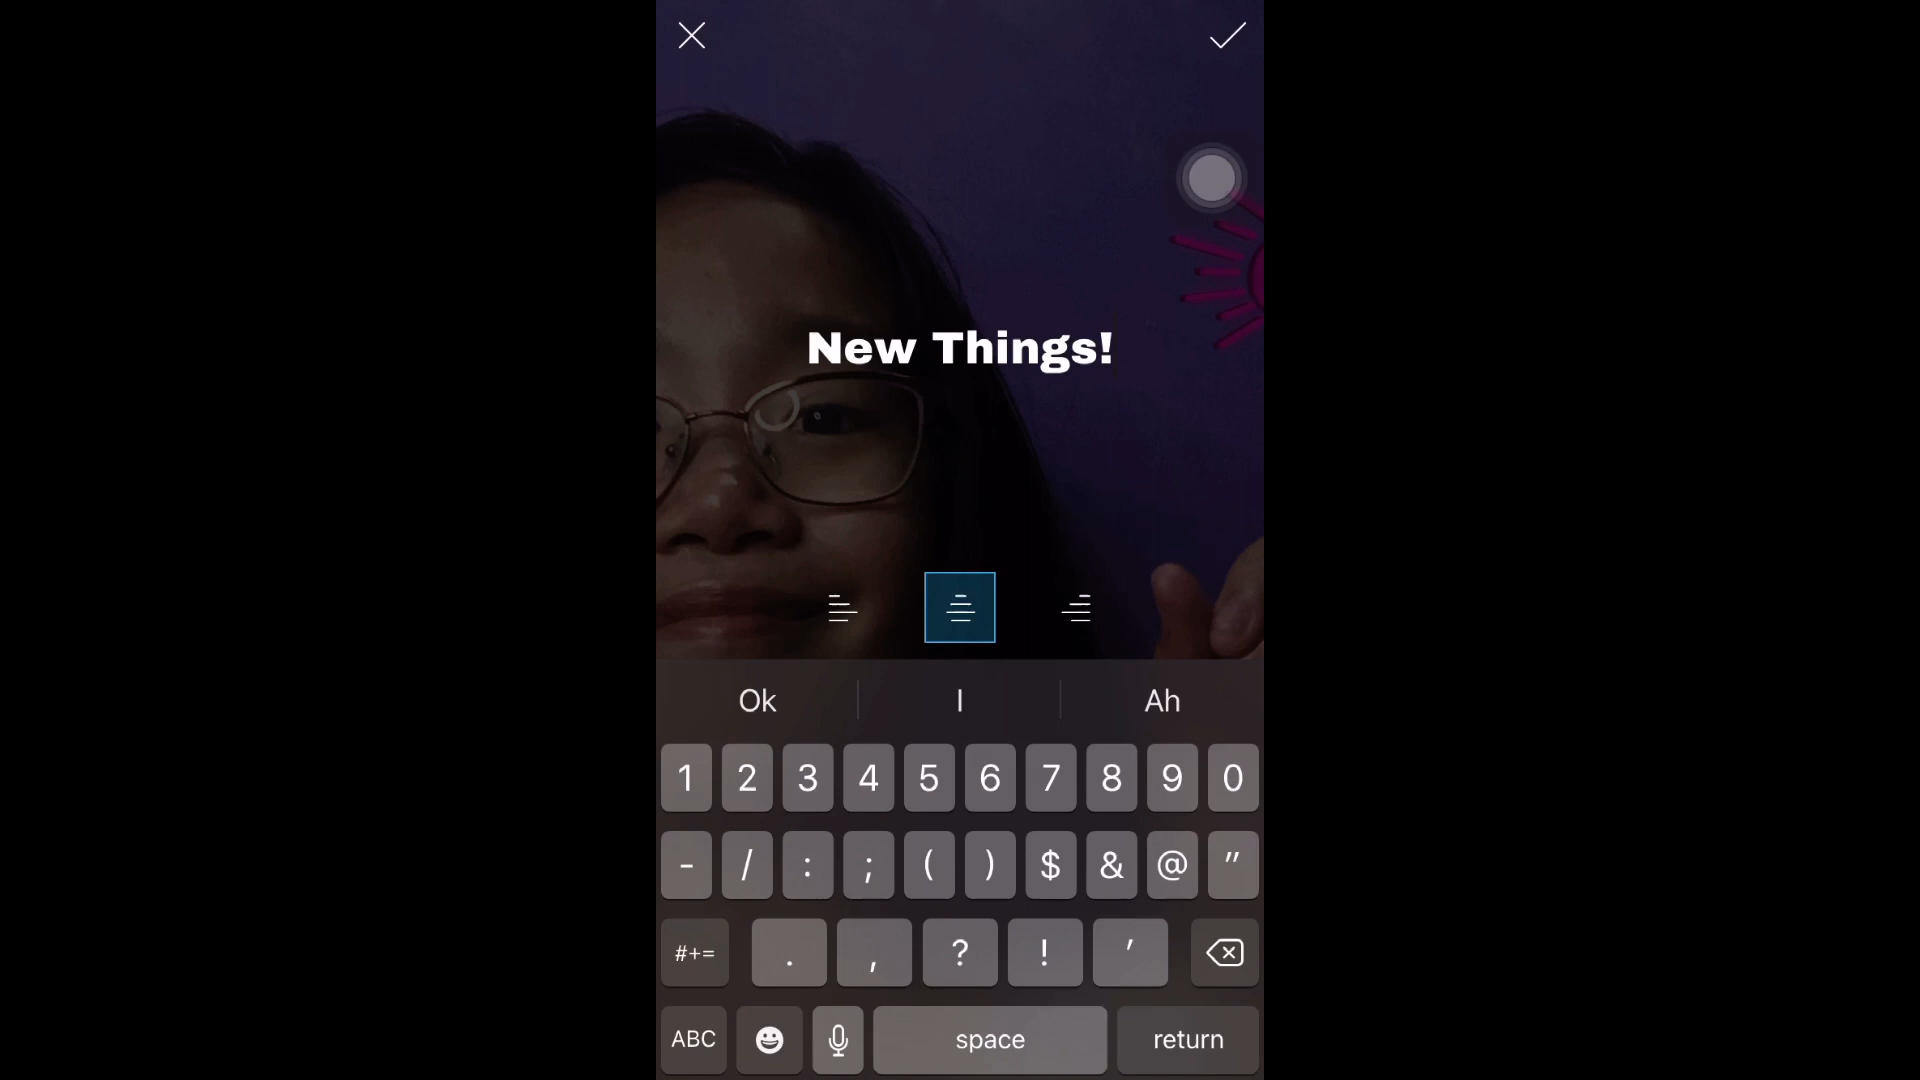 New Things!
Ok I Ah
1 2 3 4 5 6 7 8 9 0
- / : ; ( ) $ & @ "
#+= . , ? ! '
ABC space return